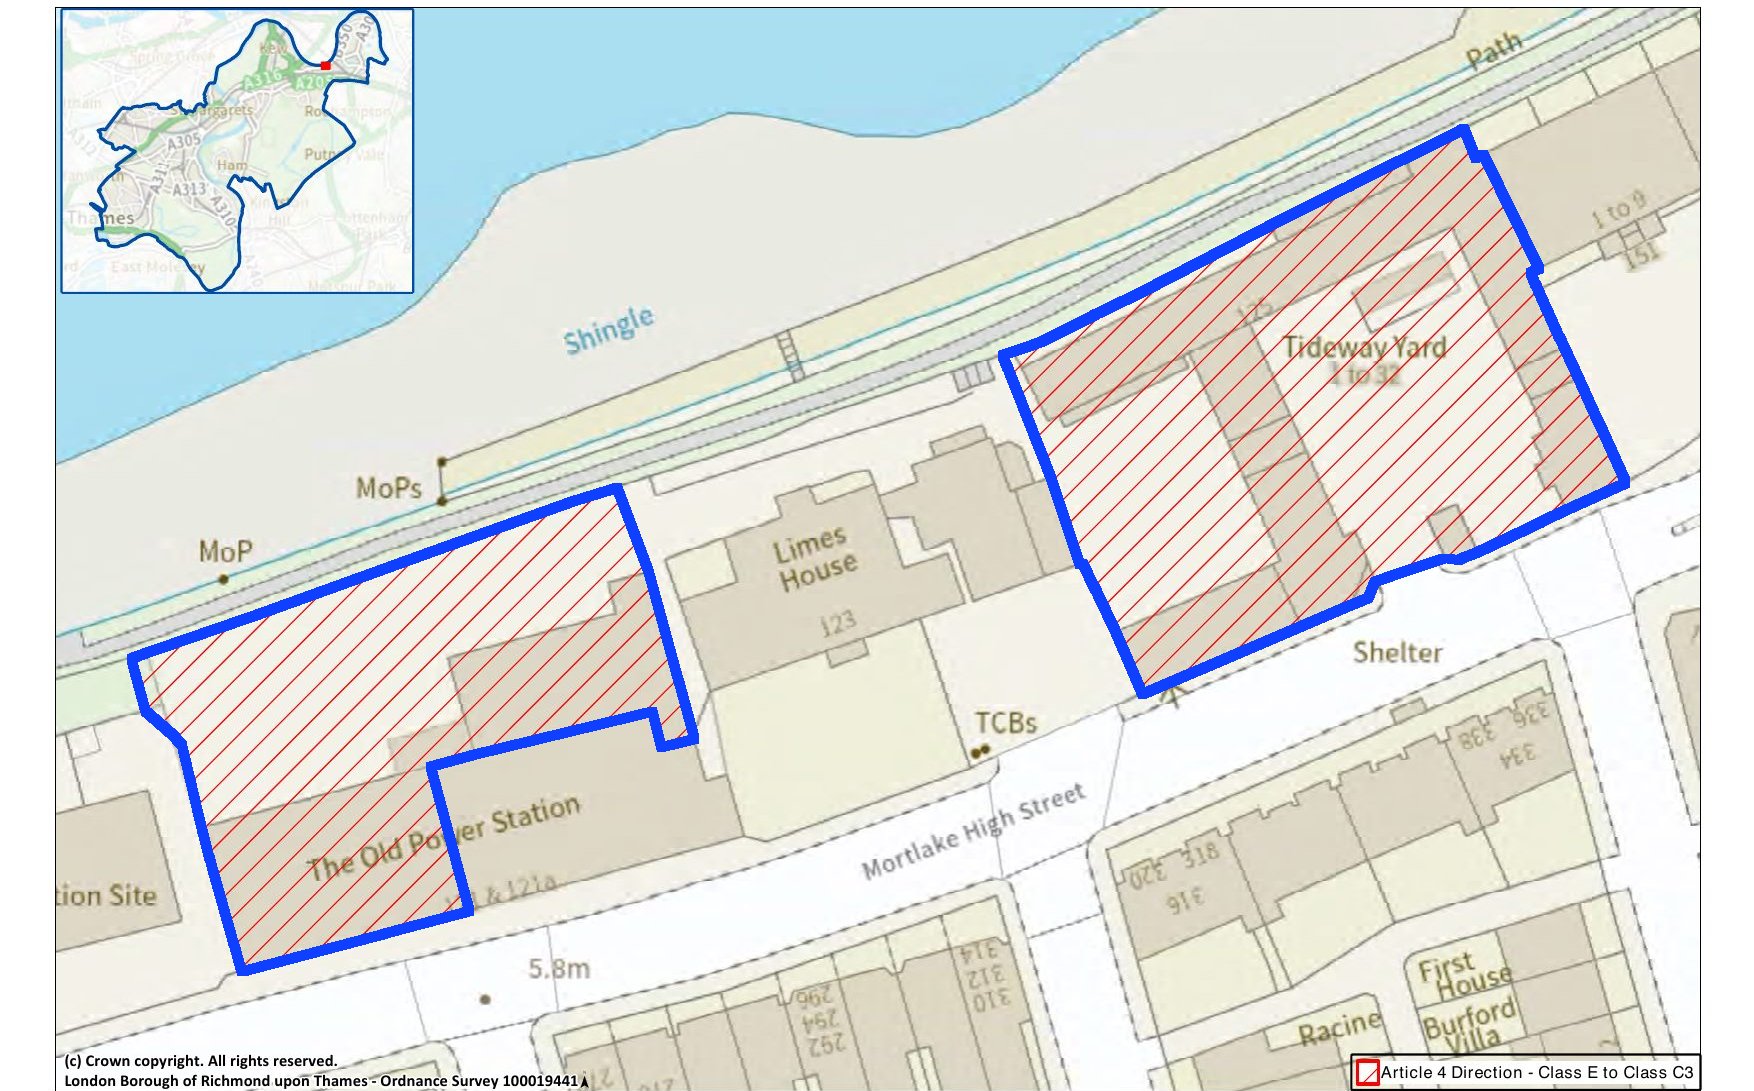 Kew
A316
A205
St Margarets
A305
Ham
A313
A310
Thames
East Molesey
Path
Shingle
1 to 9
151
125
Tideway Yard
1 to 32
MoPs
MoP
Limes
House
123
Shelter
TCBs
Mortlake High Street
336
338
334
The Old Power Station
121 & 121a
tion Site
320
318
316
5.8m
314
312
310
296
294
292
First
House
Burford
Villa
Racine
(c) Crown copyright. All rights reserved.
London Borough of Richmond upon Thames - Ordnance Survey 100019441
Article 4 Direction - Class E to Class C3